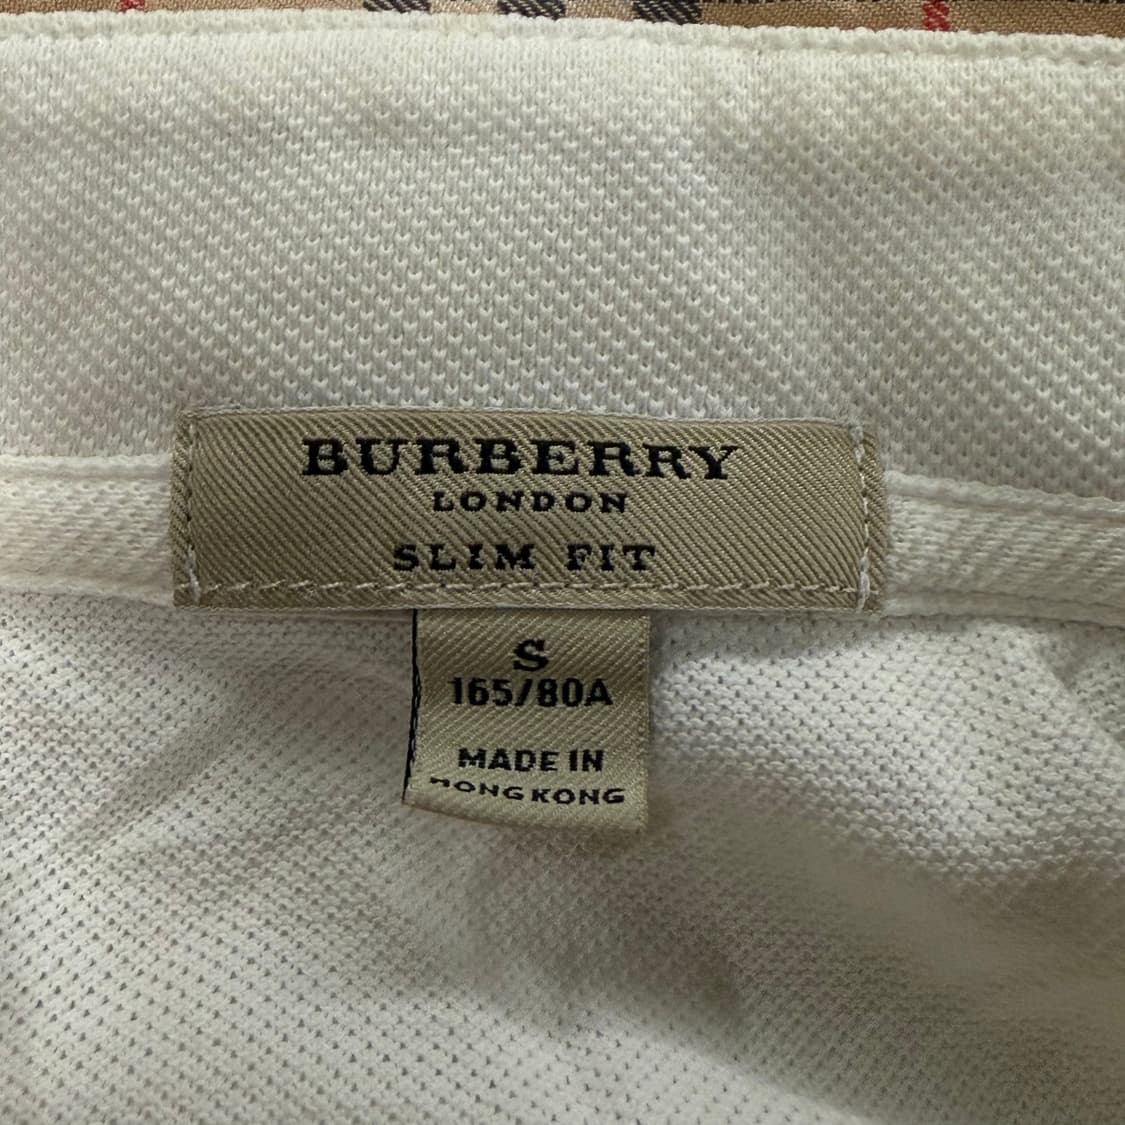 BURBERRY
LONDON
SLIM FIT
S
165/80A
MADE IN
HONG KONG